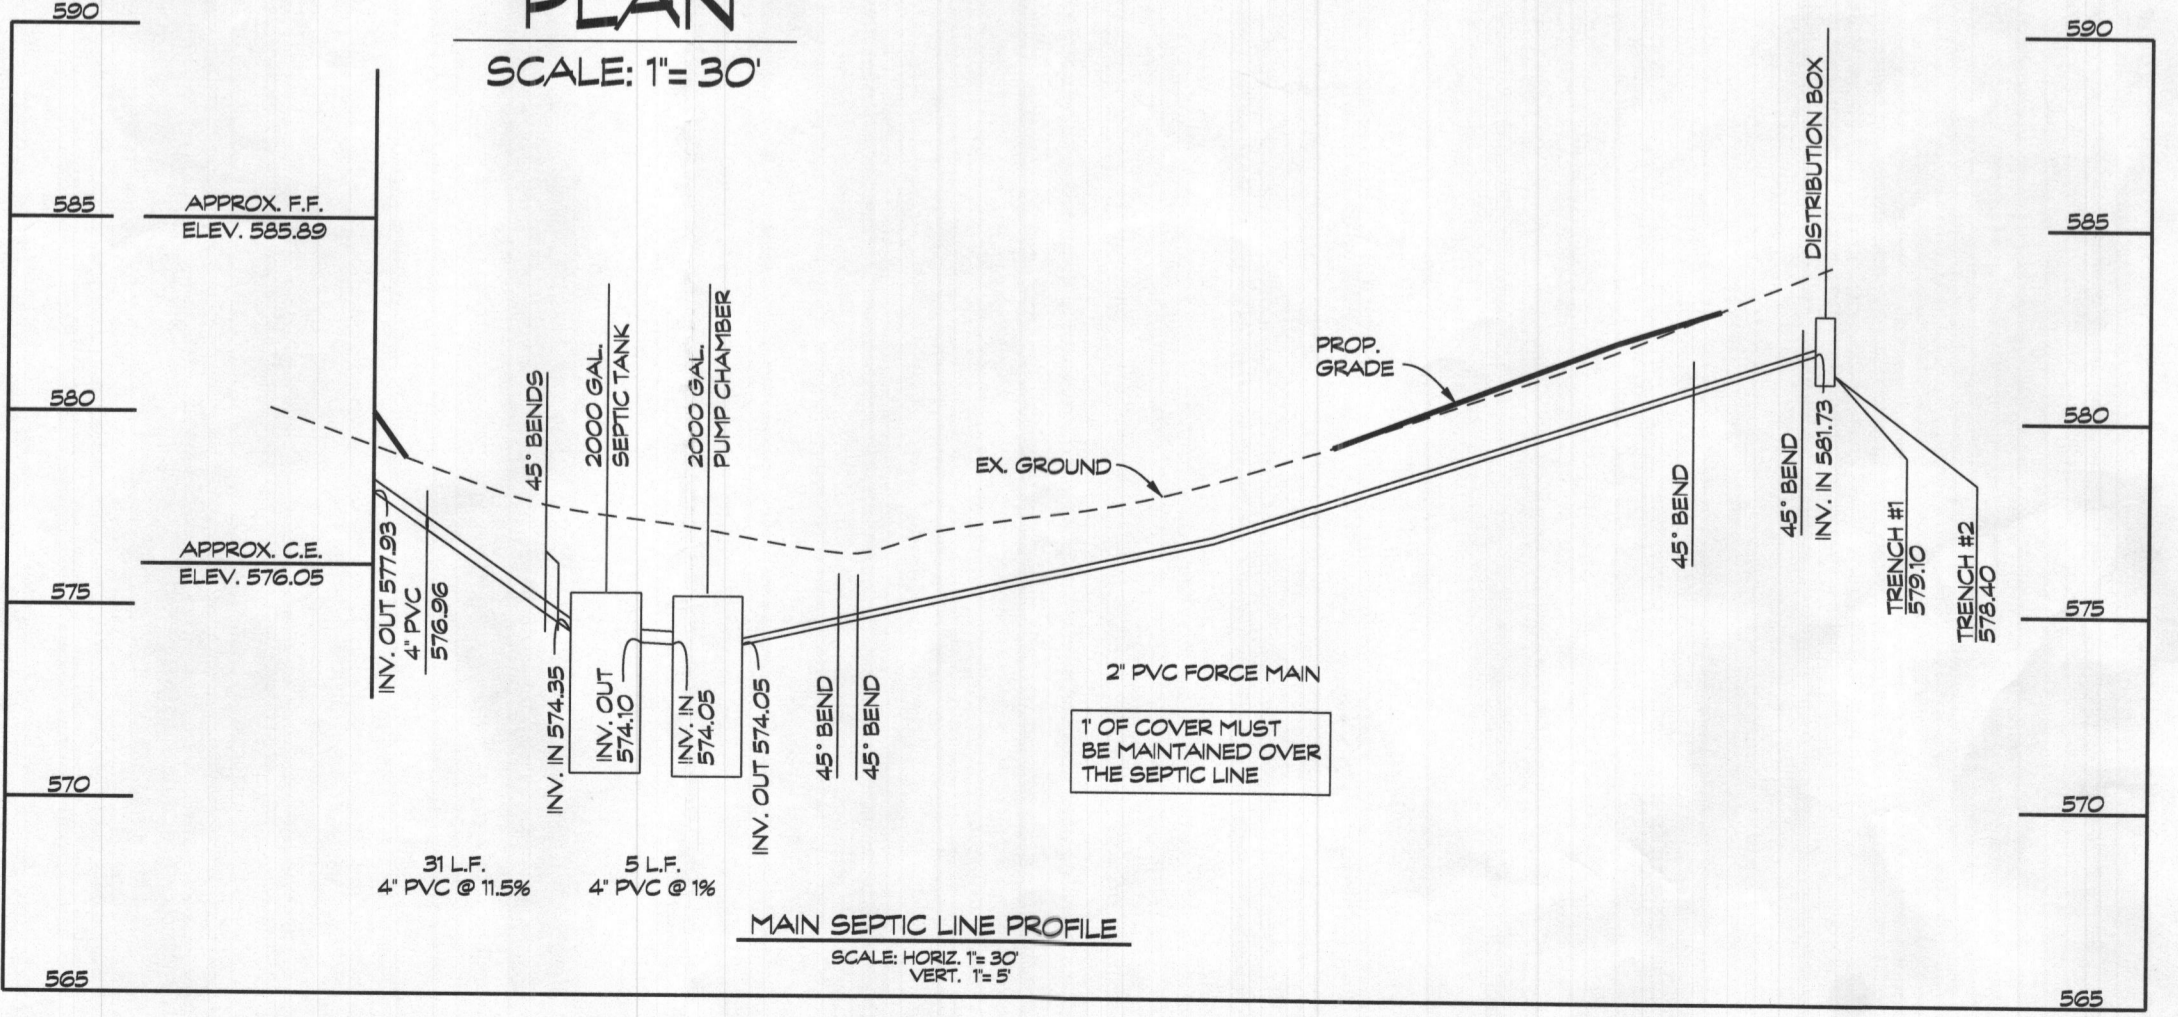 PLAN
SCALE: 1"= 30'
590
585
580
575
570
565
590
585
580
575
570
565
APPROX. F.F.
ELEV. 585.89
APPROX. C.E.
ELEV. 576.05
INV. OUT 577.93
4" PVC
576.96
45° BENDS
INV. IN 574.35
2000 GAL.
SEPTIC TANK
INV. OUT
574.10
2000 GAL.
PUMP CHAMBER
INV. IN
574.05
INV. OUT 574.05
45° BEND
45° BEND
EX. GROUND
PROP.
GRADE
2" PVC FORCE MAIN
1' OF COVER MUST
BE MAINTAINED OVER
THE SEPTIC LINE
45° BEND
45° BEND
INV. IN 581.73
DISTRIBUTION BOX
TRENCH #1
579.10
TRENCH #2
578.40
31 L.F.
4" PVC @ 11.5%
5 L.F.
4" PVC @ 1%
MAIN SEPTIC LINE PROFILE
SCALE: HORIZ. 1"= 30'
VERT. 1"= 5'